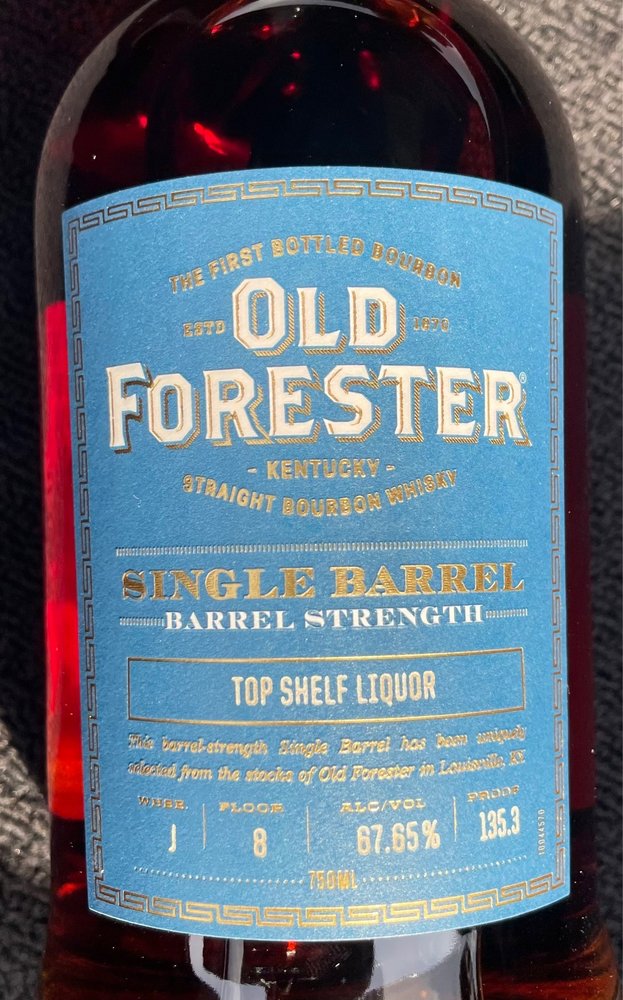 THE FIRST BOTTLED BOURBON
ESTD 1870
OLD
FORESTER®
- KENTUCKY -
STRAIGHT BOURBON WHISKY
SINGLE BARREL
BARREL STRENGTH
TOP SHELF LIQUOR
This barrel-strength Single Barrel has been uniquely
selected from the stocks of Old Forester in Louisville, KY.
WHSE. FLOOR ALC/VOL PROOF
J 8 67.65% 135.3
750ML
10044570